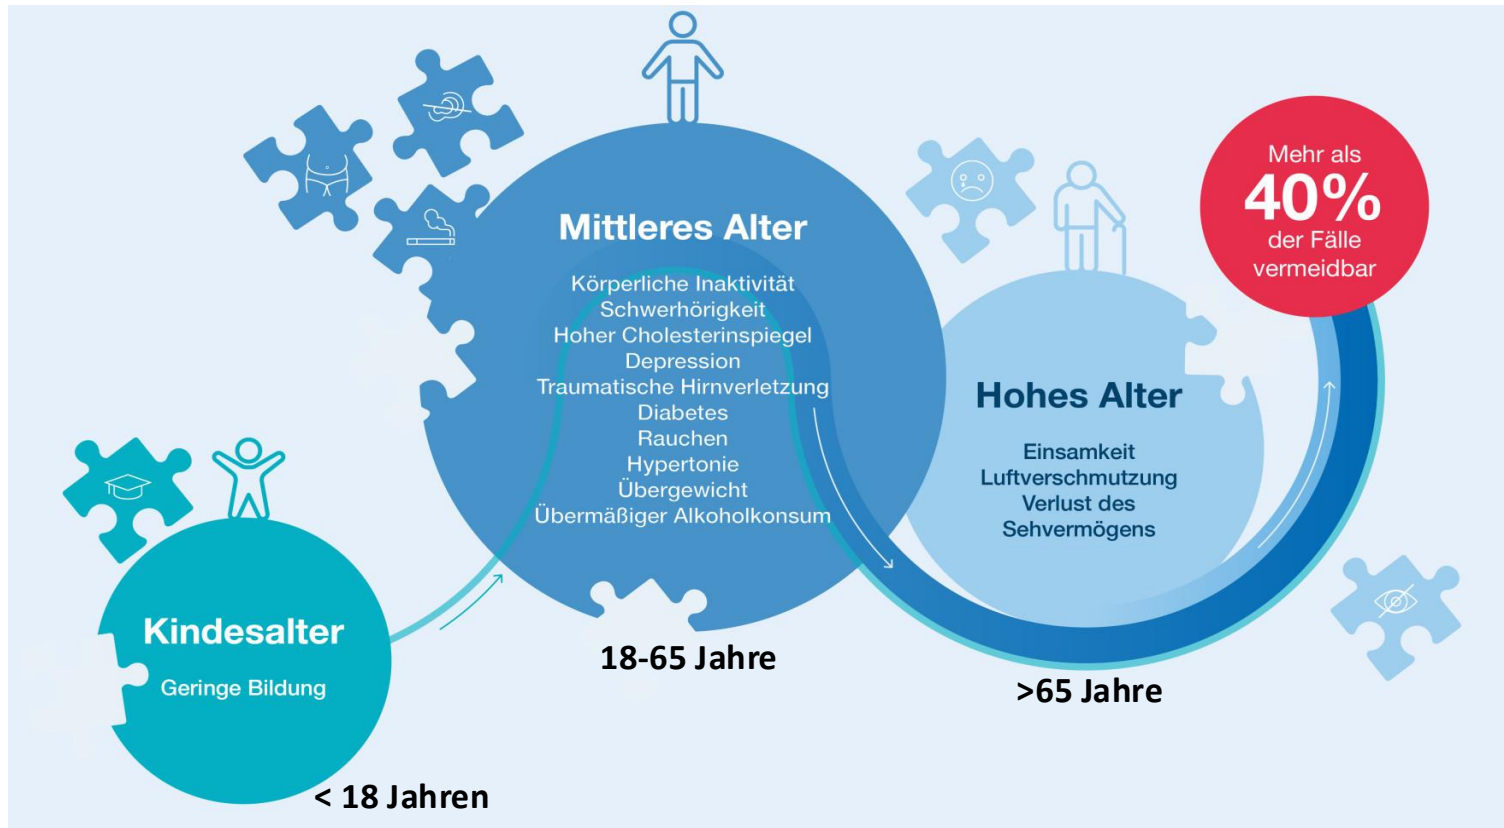 Mehr als
40%
der Fälle
vermeidbar
Mittleres Alter
Körperliche Inaktivität
Schwerhörigkeit
Hoher Cholesterinspiegel
Depression
Traumatische Hirnverletzung
Diabetes
Rauchen
Hypertonie
Übergewicht
Übermäßiger Alkoholkonsum
18-65 Jahre
Hohes Alter
Einsamkeit
Luftverschmutzung
Verlust des
Sehvermögens
>65 Jahre
Kindesalter
Geringe Bildung
< 18 Jahren